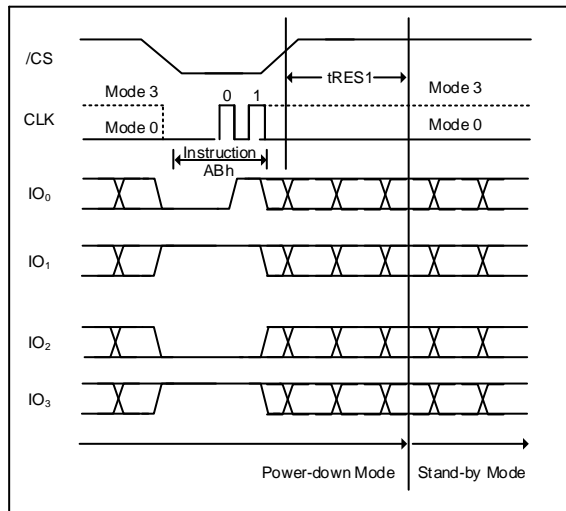 /CS
tRES1
Mode 3
0 1
Mode 3
CLK
Mode 0
Mode 0
Instruction
ABh
IO₀
IO₁
IO₂
IO₃
Power-down Mode
Stand-by Mode